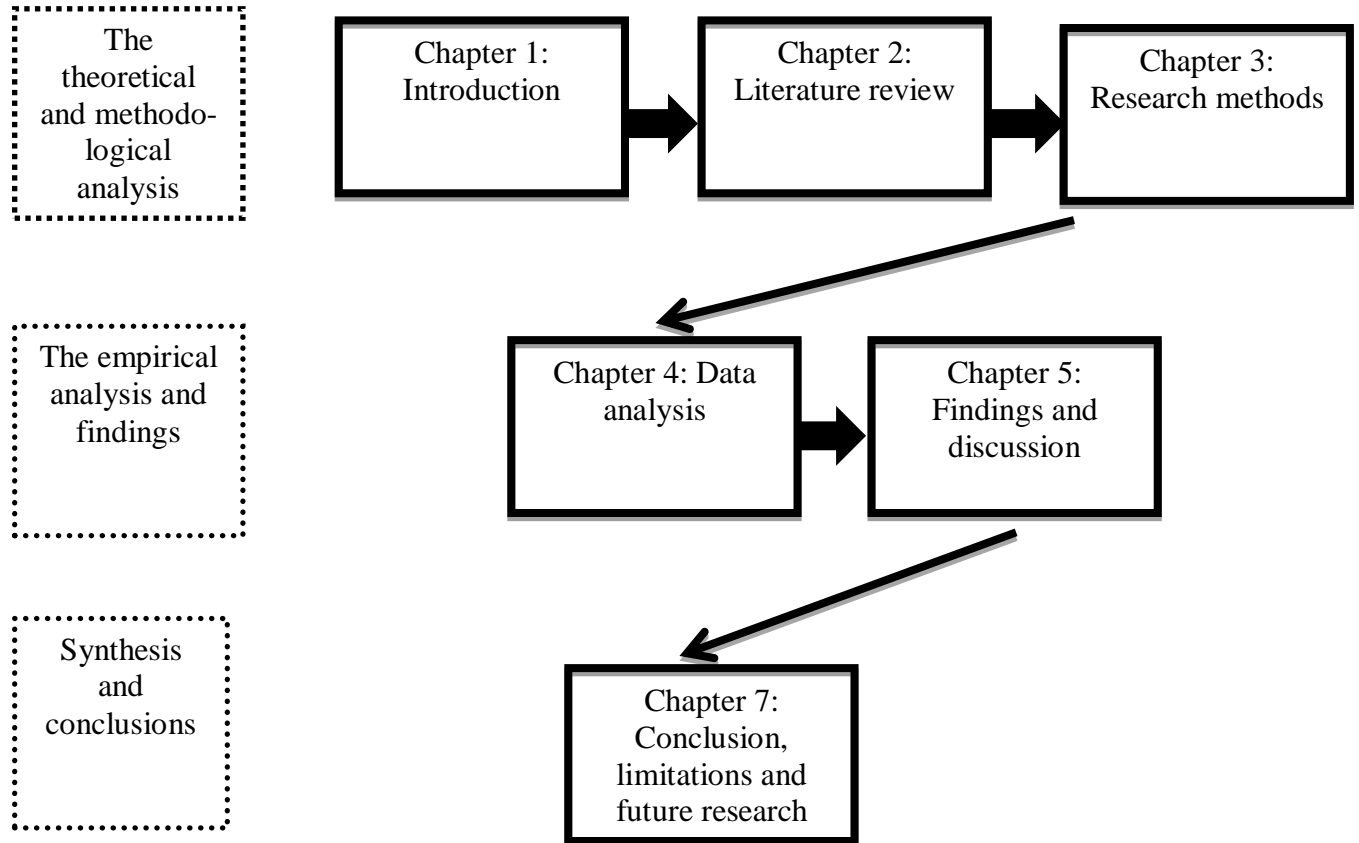 The
theoretical
and methodo-
logical
analysis
Chapter 1:
Introduction
Chapter 2:
Literature review
Chapter 3:
Research methods
The empirical
analysis and
findings
Chapter 4: Data
analysis
Chapter 5:
Findings and
discussion
Synthesis
and
conclusions
Chapter 7:
Conclusion,
limitations and
future research